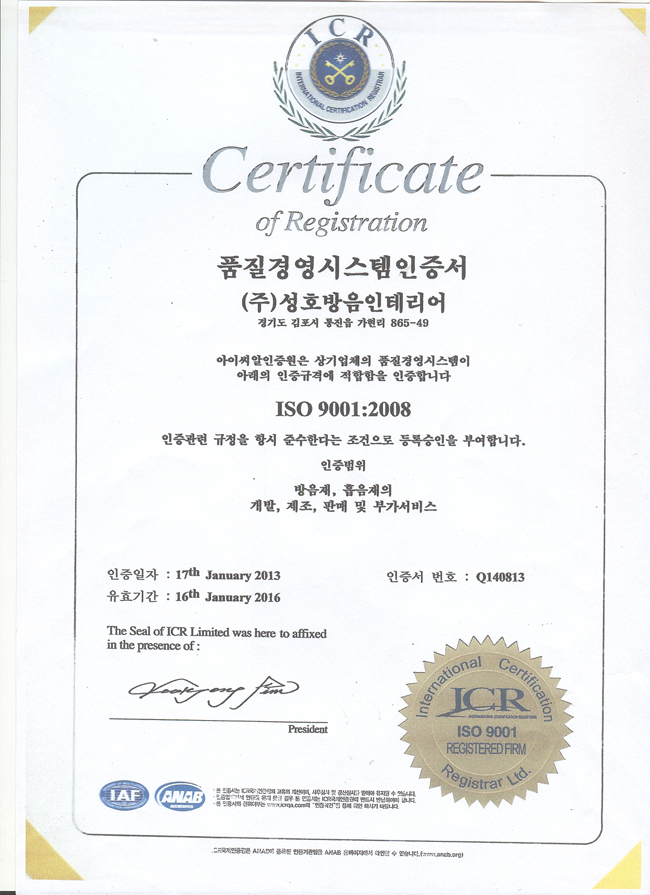 ICR
INTERNATIONAL CERTIFICATION REGISTRAR
Certificate
of Registration
품질경영시스템인증서
(주)성호방음인테리어
경기도 김포시 통진읍 가현리 865-49
아이씨알인증원은 상기업체의 품질경영시스템이
아래의 인증규격에 적합함을 인증합니다
ISO 9001:2008
인증관련 규정을 항시 준수한다는 조건으로 등록승인을 부여합니다.
인증범위
방음재, 흡음재의
개발, 제조, 판매 및 부가서비스
인증일자 : 17th January 2013
인증서 번호 : Q140813
유효기간 : 16th January 2016
The Seal of ICR Limited was here to affixed
in the presence of :
President
International Certification
ICR
ISO 9001
REGISTERED FIRM
Registrar Ltd.
IAF
ANAB